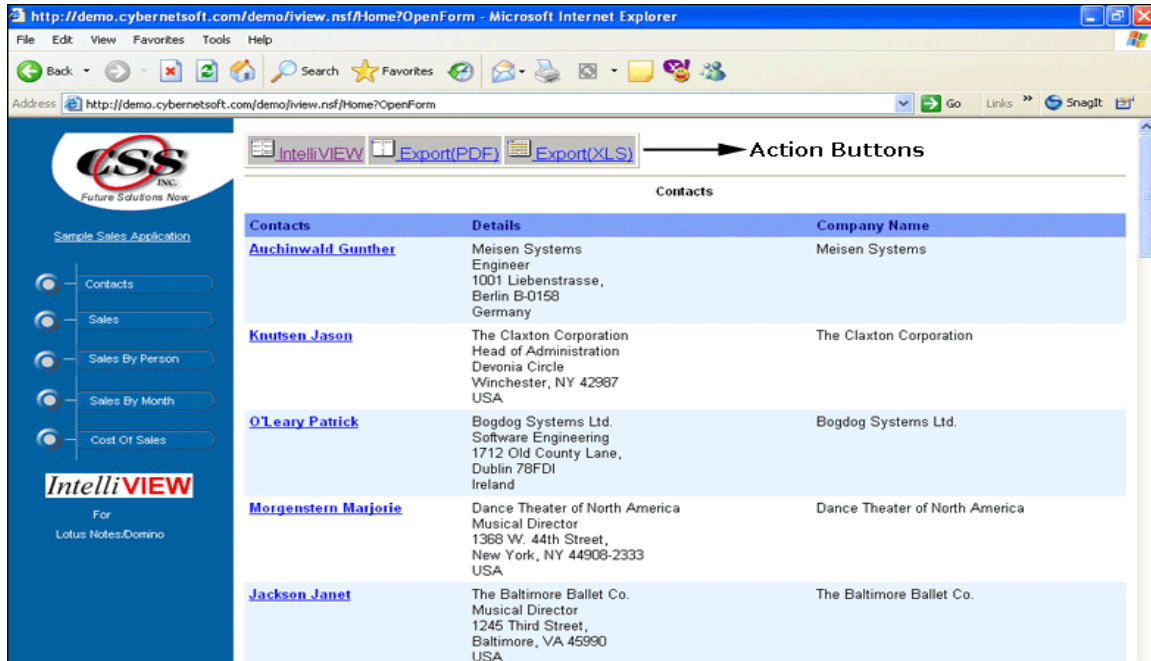 http://demo.cybernetsoft.com/demo/iview.nsf/Home?OpenForm - Microsoft Internet Explorer
File Edit View Favorites Tools Help
Back Search Favorites
Address http://demo.cybernetsoft.com/demo/iview.nsf/Home?OpenForm Go Links » SnagIt
CSS
INC.
Future Solutions Now
Sample Sales Application
Contacts
Sales
Sales By Person
Sales By Month
Cost Of Sales
IntelliVIEW
For
Lotus Notes/Domino
IntelliVIEW Export(PDF) Export(XLS) Action Buttons
Contacts
Contacts Details Company Name
Auchinwald Gunther Meisen Systems Meisen Systems
Engineer
1001 Liebenstrasse,
Berlin B-0158
Germany
Knutsen Jason The Claxton Corporation The Claxton Corporation
Head of Administration
Devonia Circle
Winchester, NY 42987
USA
O'Leary Patrick Bogdog Systems Ltd. Bogdog Systems Ltd.
Software Engineering
1712 Old County Lane,
Dublin 78FDI
Ireland
Morgenstern Marjorie Dance Theater of North America Dance Theater of North America
Musical Director
1368 W. 44th Street,
New York, NY 44908-2333
USA
Jackson Janet The Baltimore Ballet Co. The Baltimore Ballet Co.
Musical Director
1245 Third Street,
Baltimore, VA 45990
USA